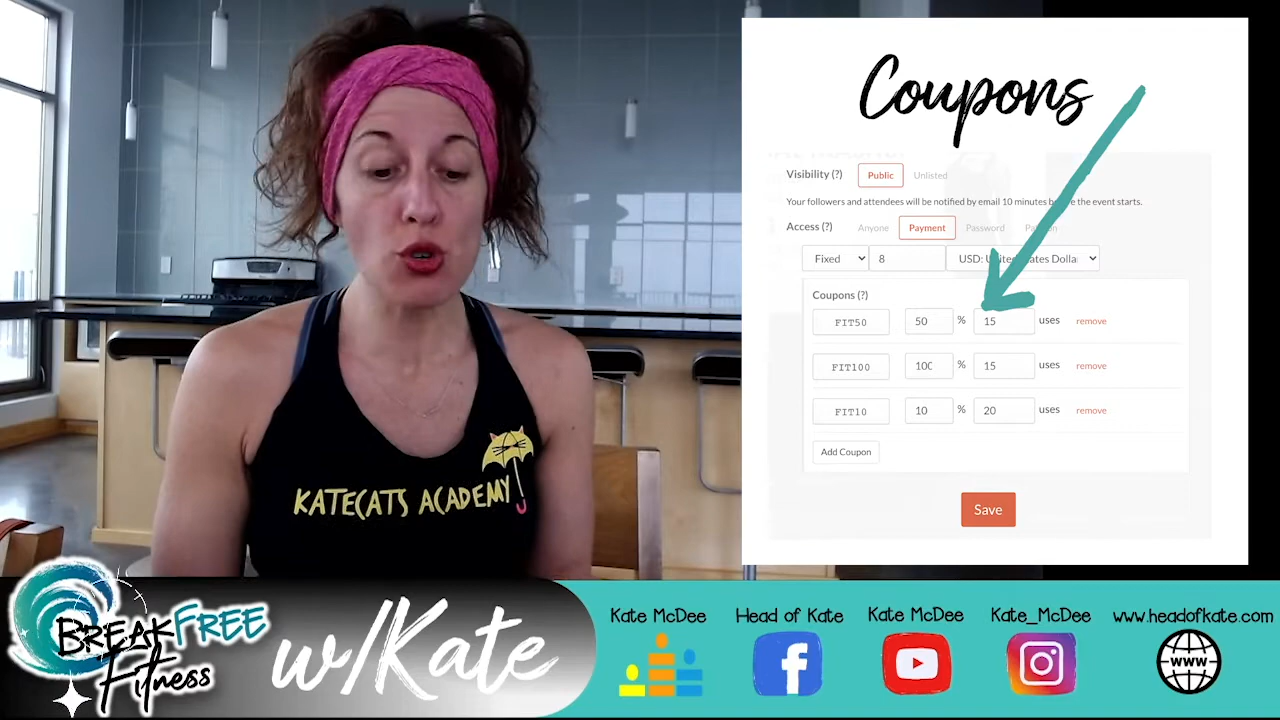 Coupons
Visibility (?) Public Unlisted
Your followers and attendees will be notified by email 10 minutes the event starts.
Access (?) Anyone Payment Password
Fixed 8 USD: United States Dolla
Coupons (?)
FIT50 50 % 15 uses remove
FIT100 100 % 15 uses remove
FIT10 10 % 20 uses remove
Add Coupon
Save
KATECATS ACADEMY
BREAKFREE
Fitness
w/Kate
Kate McDee Head of Kate Kate McDee Kate_McDee www.headofkate.com
WWW